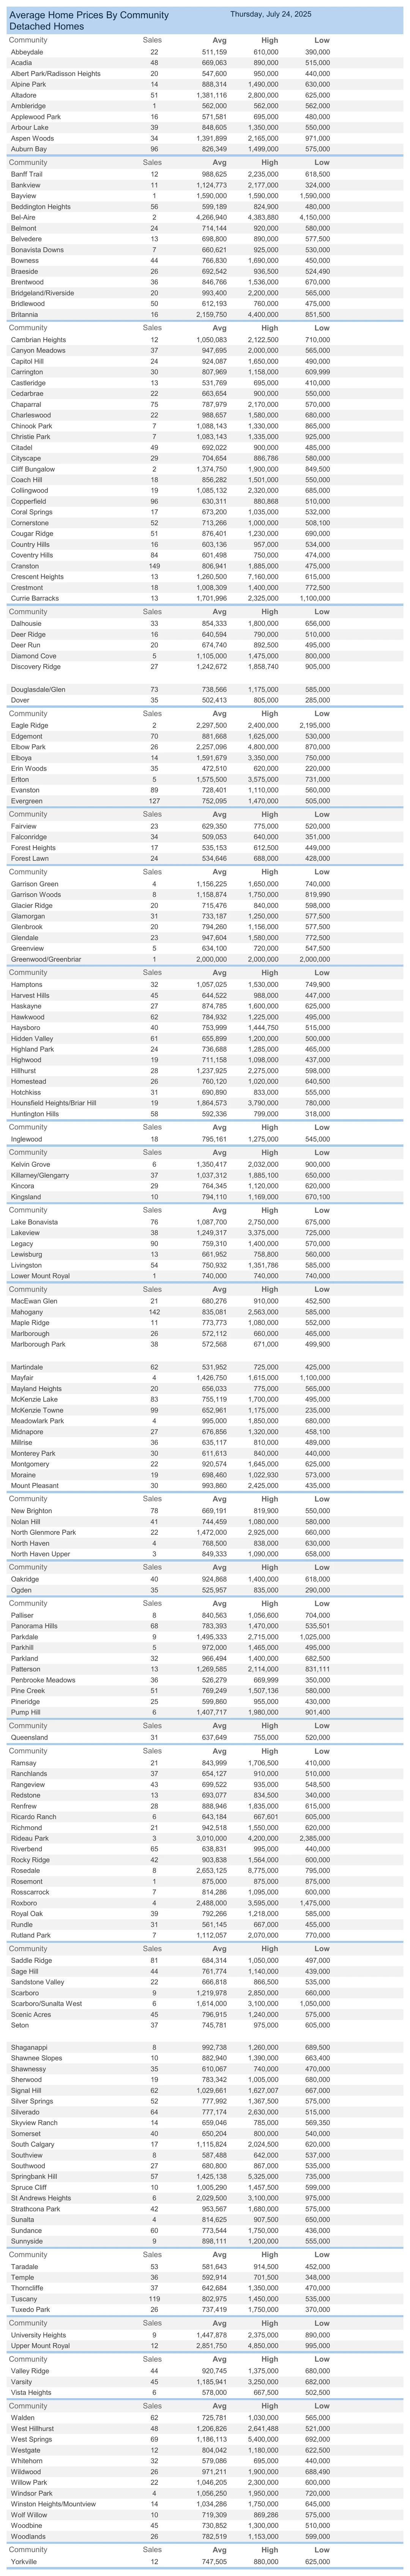 Average Home Prices By Community Thursday, July 24, 2025
Detached Homes
Community Sales Avg High Low
Abbeydale 22 511,159 610,000 390,000
Acadia 48 669,063 890,000 515,000
Albert Park/Radisson Heights 20 547,600 950,000 440,000
Alpine Park 14 888,314 1,490,000 630,000
Altadore 51 1,381,116 2,800,000 625,000
Ambleridge 1 562,000 562,000 562,000
Applewood Park 16 571,581 695,000 480,000
Arbour Lake 39 848,605 1,350,000 550,000
Aspen Woods 34 1,391,899 2,165,000 971,000
Auburn Bay 96 826,349 1,499,000 575,000
Community Sales Avg High Low
Banff Trail 12 988,625 2,235,000 618,500
Bankview 11 1,124,773 2,177,000 324,000
Bayview 1 1,590,000 1,590,000 1,590,000
Beddington Heights 56 599,189 824,900 480,000
Bel-Aire 2 4,266,940 4,383,880 4,150,000
Belmont 24 714,144 920,000 580,000
Belvedere 13 698,800 890,000 577,500
Bonavista Downs 7 660,621 925,000 530,000
Bowness 44 766,830 1,690,000 450,000
Braeside 26 692,542 936,500 524,490
Brentwood 36 846,766 1,536,000 670,000
Bridgeland/Riverside 20 993,400 2,200,000 565,000
Bridlewood 50 612,193 760,000 475,000
Britannia 16 2,159,750 4,400,000 851,500
Community Sales Avg High Low
Cambrian Heights 12 1,050,083 2,122,500 710,000
Canyon Meadows 37 947,695 2,000,000 565,000
Capitol Hill 24 924,087 1,650,000 490,000
Carrington 30 807,969 1,158,000 609,999
Castleridge 13 531,769 695,000 410,000
Cedarbrae 22 663,654 900,000 550,000
Chaparral 75 787,979 2,170,000 570,000
Charleswood 22 988,657 1,580,000 680,000
Chinook Park 7 1,088,143 1,330,000 865,000
Christie Park 7 1,083,143 1,335,000 925,000
Citadel 49 692,022 900,000 485,000
Cityscape 29 704,654 886,786 580,000
Cliff Bungalow 2 1,374,750 1,900,000 849,500
Coach Hill 18 856,282 1,501,000 550,000
Collingwood 19 1,085,132 2,320,000 685,000
Copperfield 96 630,311 880,868 510,000
Coral Springs 17 673,200 1,035,000 532,000
Cornerstone 52 713,266 1,000,000 508,100
Cougar Ridge 51 876,401 1,230,000 690,000
Country Hills 16 603,136 957,000 534,000
Coventry Hills 84 601,498 750,000 474,000
Cranston 149 806,941 1,885,000 475,000
Crescent Heights 13 1,260,500 7,160,000 615,000
Crestmont 18 1,008,309 1,400,000 772,500
Currie Barracks 13 1,701,996 2,325,000 1,100,000
Community Sales Avg High Low
Dalhousie 33 854,333 1,800,000 656,000
Deer Ridge 16 640,594 790,000 510,000
Deer Run 20 674,740 892,500 495,000
Diamond Cove 5 1,105,000 1,475,000 800,000
Discovery Ridge 27 1,242,672 1,858,740 905,000
Douglasdale/Glen 73 738,566 1,175,000 585,000
Dover 35 502,413 805,000 285,000
Community Sales Avg High Low
Eagle Ridge 2 2,297,500 2,400,000 2,195,000
Edgemont 70 881,668 1,625,000 530,000
Elbow Park 26 2,257,096 4,800,000 870,000
Elboya 14 1,591,679 3,350,000 750,000
Erin Woods 35 472,510 620,000 220,000
Erlton 5 1,575,500 3,575,000 731,000
Evanston 89 728,401 1,110,000 560,000
Evergreen 127 752,095 1,470,000 505,000
Community Sales Avg High Low
Fairview 23 629,350 775,000 520,000
Falconridge 34 509,053 640,000 351,000
Forest Heights 17 535,153 612,500 449,000
Forest Lawn 24 534,646 688,000 428,000
Community Sales Avg High Low
Garrison Green 4 1,156,225 1,650,000 740,000
Garrison Woods 8 1,158,874 1,750,000 819,990
Glacier Ridge 20 715,476 840,000 598,000
Glamorgan 31 733,187 1,250,000 577,500
Glenbrook 20 794,260 1,156,000 577,500
Glendale 23 947,604 1,580,000 772,500
Greenview 5 634,100 720,000 547,500
Greenwood/Greenbriar 1 2,000,000 2,000,000 2,000,000
Community Sales Avg High Low
Hamptons 32 1,057,025 1,530,000 749,900
Harvest Hills 45 644,522 988,000 447,000
Haskayne 27 874,785 1,600,000 625,000
Hawkwood 62 784,932 1,225,000 495,000
Haysboro 40 753,999 1,444,750 515,000
Hidden Valley 61 655,899 1,200,000 500,000
Highland Park 24 736,688 1,285,000 465,000
Highwood 19 711,158 1,098,000 437,000
Hillhurst 28 1,237,925 2,275,000 598,000
Homestead 26 760,120 1,020,000 640,500
Hotchkiss 31 690,890 833,000 555,000
Hounsfield Heights/Briar Hill 19 1,864,573 3,790,000 780,000
Huntington Hills 58 592,336 799,000 318,000
Community Sales Avg High Low
Inglewood 18 795,161 1,275,000 545,000
Community Sales Avg High Low
Kelvin Grove 6 1,350,417 2,032,000 900,000
Killarney/Glengarry 37 1,037,312 1,885,100 650,000
Kincora 29 764,345 1,120,000 620,000
Kingsland 10 794,110 1,169,000 670,100
Community Sales Avg High Low
Lake Bonavista 76 1,087,700 2,750,000 675,000
Lakeview 38 1,249,317 3,375,000 725,000
Legacy 90 759,310 1,400,000 570,000
Lewisburg 13 661,952 758,800 560,000
Livingston 54 750,932 1,351,786 585,000
Lower Mount Royal 1 740,000 740,000 740,000
Community Sales Avg High Low
MacEwan Glen 21 680,276 910,000 452,500
Mahogany 142 835,081 2,563,000 585,000
Maple Ridge 11 773,773 1,080,000 552,000
Marlborough 26 572,112 660,000 465,000
Marlborough Park 38 572,568 671,000 499,900
Martindale 62 531,952 725,000 425,000
Mayfair 4 1,426,750 1,615,000 1,100,000
Mayland Heights 20 656,033 775,000 565,000
McKenzie Lake 83 755,119 1,700,000 495,000
McKenzie Towne 99 652,961 1,175,000 235,000
Meadowlark Park 4 995,000 1,850,000 680,000
Midnapore 27 676,856 1,320,000 458,100
Millrise 36 635,117 810,000 489,000
Monterey Park 30 611,613 840,000 440,000
Montgomery 22 920,574 1,645,000 625,000
Moraine 19 698,460 1,022,930 573,000
Mount Pleasant 30 993,860 2,425,000 435,000
Community Sales Avg High Low
New Brighton 78 669,191 819,900 550,000
Nolan Hill 41 744,459 1,080,000 580,000
North Glenmore Park 22 1,472,000 2,925,000 660,000
North Haven 4 768,500 838,000 630,000
North Haven Upper 3 849,333 1,090,000 658,000
Community Sales Avg High Low
Oakridge 40 924,868 1,400,000 618,000
Ogden 35 525,957 835,000 290,000
Community Sales Avg High Low
Palliser 8 840,563 1,056,600 704,000
Panorama Hills 68 783,393 1,470,000 535,501
Parkdale 9 1,495,333 2,715,000 1,025,000
Parkhill 5 972,000 1,465,000 495,000
Parkland 32 966,494 1,400,000 682,500
Patterson 13 1,269,585 2,114,000 831,111
Penbrooke Meadows 36 526,279 669,999 350,000
Pine Creek 51 769,249 1,507,136 580,000
Pineridge 25 599,860 955,000 430,000
Pump Hill 6 1,407,717 1,980,000 901,400
Community Sales Avg High Low
Queensland 31 637,649 755,000 520,000
Community Sales Avg High Low
Ramsay 21 843,999 1,706,500 410,000
Ranchlands 37 654,127 910,000 510,000
Rangeview 43 699,522 935,000 548,500
Redstone 13 693,077 834,500 340,000
Renfrew 28 888,946 1,835,000 615,000
Ricardo Ranch 6 643,184 667,601 605,000
Richmond 21 942,518 1,550,000 620,000
Rideau Park 3 3,010,000 4,200,000 2,385,000
Riverbend 65 638,831 995,000 440,000
Rocky Ridge 42 903,838 1,564,000 600,000
Rosedale 8 2,653,125 8,775,000 795,000
Rosemont 1 875,000 875,000 875,000
Rosscarrock 7 814,286 1,095,000 600,000
Roxboro 4 2,488,000 3,595,000 1,475,000
Royal Oak 39 792,266 1,218,000 585,000
Rundle 31 561,145 667,000 455,000
Rutland Park 7 1,112,057 2,070,000 770,000
Community Sales Avg High Low
Saddle Ridge 81 684,314 1,050,000 497,000
Sage Hill 44 761,774 1,140,000 439,000
Sandstone Valley 22 666,818 866,500 535,000
Scarboro 9 1,219,978 2,850,000 660,000
Scarboro/Sunalta West 6 1,614,000 3,100,000 1,050,000
Scenic Acres 45 796,915 1,240,000 575,000
Seton 37 745,781 975,000 605,000
Shaganappi 8 992,738 1,260,000 689,500
Shawnee Slopes 10 882,940 1,390,000 663,400
Shawnessy 35 610,067 740,000 470,000
Sherwood 19 783,342 1,005,000 680,000
Signal Hill 62 1,029,661 1,627,007 667,000
Silver Springs 52 777,992 1,367,500 575,000
Silverado 64 777,174 2,630,000 515,000
Skyview Ranch 14 659,046 785,000 569,350
Somerset 40 650,204 800,000 540,000
South Calgary 17 1,115,824 2,024,500 620,000
Southview 8 587,488 642,000 537,000
Southwood 27 680,800 867,000 535,000
Springbank Hill 57 1,425,138 5,325,000 735,000
Spruce Cliff 10 1,005,290 1,457,500 599,000
St Andrews Heights 6 2,029,500 3,100,000 975,000
Strathcona Park 42 953,567 1,680,000 575,000
Sunalta 4 814,625 907,500 650,000
Sundance 60 773,544 1,750,000 436,000
Sunnyside 9 898,111 1,200,000 555,000
Community Sales Avg High Low
Taradale 53 581,643 914,500 452,000
Temple 36 592,914 701,500 348,000
Thorncliffe 37 642,684 1,350,000 470,000
Tuscany 119 802,975 1,450,000 535,000
Tuxedo Park 26 737,419 1,750,000 370,000
Community Sales Avg High Low
University Heights 9 1,447,878 2,375,000 890,000
Upper Mount Royal 12 2,851,750 4,850,000 995,000
Community Sales Avg High Low
Valley Ridge 44 920,745 1,375,000 680,000
Varsity 45 1,185,941 3,250,000 682,000
Vista Heights 6 578,000 667,500 502,500
Community Sales Avg High Low
Walden 62 725,781 1,030,000 565,000
West Hillhurst 48 1,206,826 2,641,488 521,000
West Springs 69 1,186,113 5,400,000 692,000
Westgate 12 804,042 1,180,000 622,500
Whitehorn 32 579,086 695,000 440,000
Wildwood 26 971,211 1,900,000 688,490
Willow Park 22 1,046,205 2,300,000 600,000
Windsor Park 4 1,056,250 1,950,000 720,000
Winston Heights/Mountview 14 1,034,286 1,750,000 645,000
Wolf Willow 10 719,309 869,286 575,000
Woodbine 45 730,852 1,300,000 510,000
Woodlands 26 782,519 1,153,000 599,000
Community Sales Avg High Low
Yorkville 12 747,505 880,000 625,000